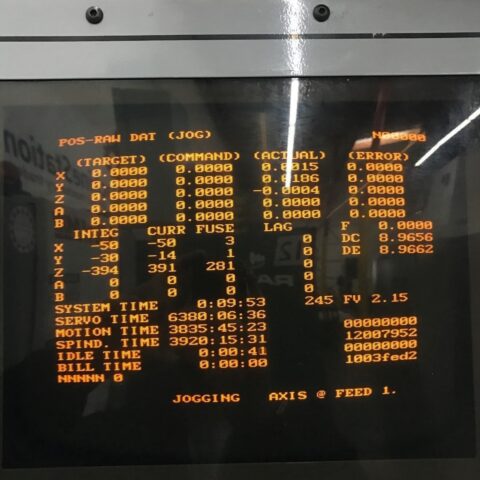 POS-RAW DAT (JOG) N00000
(TARGET) (COMMAND) (ACTUAL) (ERROR)
X 0.0000 0.0000 0.0015 0.0000
Y 0.0000 0.0000 0.0186 0.0000
Z 0.0000 0.0000 -0.0004 0.0000
A 0.0000 0.0000 0.0000 0.0000
B 0.0000 0.0000 0.0000 0.0000
INTEG CURR FUSE LAG F 0.0000
X -50 -50 3 0 DC 8.9656
Y -30 -14 1 0 DE 8.9662
Z -394 391 281 0
A 0 0 0 0
B 0 0 0 0
SYSTEM TIME 0:09:53 245 FV 2.15
SERVO TIME 6380:06:36
MOTION TIME 3835:45:23 00000000
SPIND. TIME 3920:15:31 12007952
IDLE TIME 0:00:41 00000000
BILL TIME 0:00:00 1003fed2
NNNNN 0
JOGGING AXIS @ FEED 1.